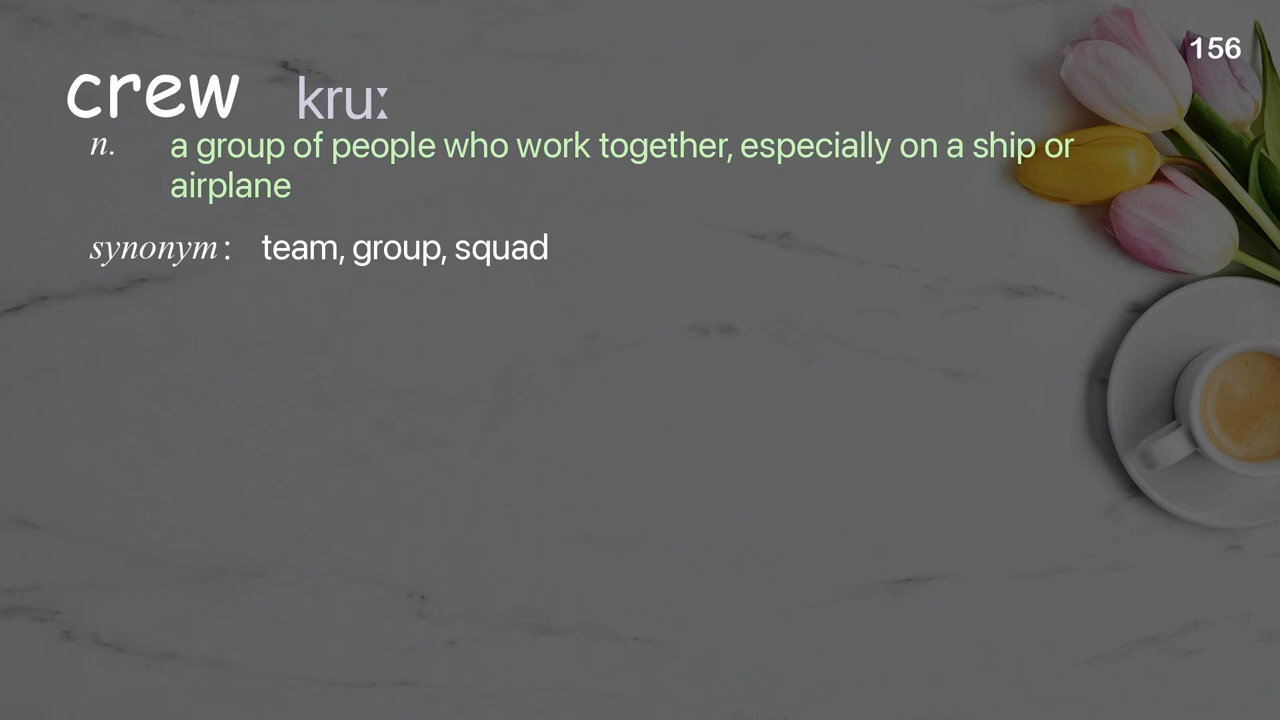 156
crew kruː
n. a group of people who work together, especially on a ship or
airplane
synonym: team, group, squad